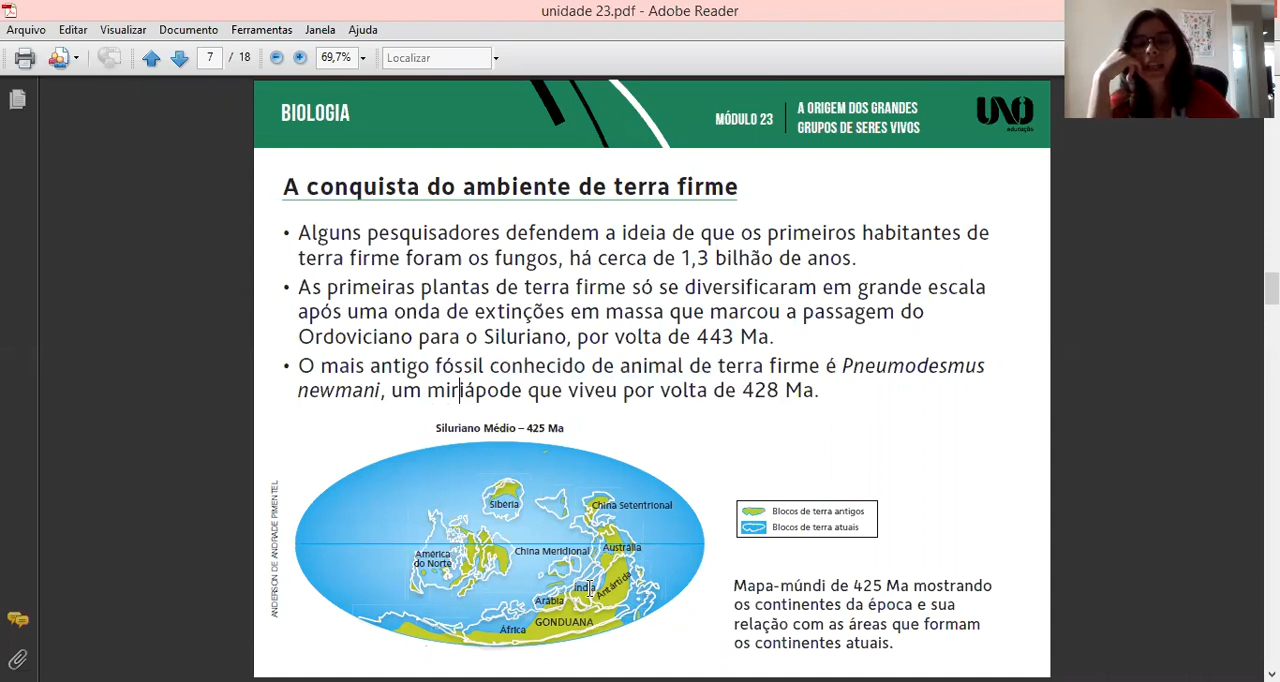 unidade 23.pdf - Adobe Reader
Arquivo Editar Visualizar Documento Ferramentas Janela Ajuda
7 / 18 69,7% Localizar
BIOLOGIA
MÓDULO 23
A ORIGEM DOS GRANDES
GRUPOS DE SERES VIVOS
UNOi
educação
A conquista do ambiente de terra firme
• Alguns pesquisadores defendem a ideia de que os primeiros habitantes de
terra firme foram os fungos, há cerca de 1,3 bilhão de anos.
• As primeiras plantas de terra firme só se diversificaram em grande escala
após uma onda de extinções em massa que marcou a passagem do
Ordoviciano para o Siluriano, por volta de 443 Ma.
• O mais antigo fóssil conhecido de animal de terra firme é Pneumodesmus
newmani, um miriápode que viveu por volta de 428 Ma.
Siluriano Médio – 425 Ma
ANDERSON DE ANDRADE PIMENTEL
Sibéria
China Setentrional
América
do Norte
China Meridional
Austrália
Índia
Antártida
Arábia
GONDUANA
África
Blocos de terra antigos
Blocos de terra atuais
Mapa-múndi de 425 Ma mostrando
os continentes da época e sua
relação com as áreas que formam
os continentes atuais.